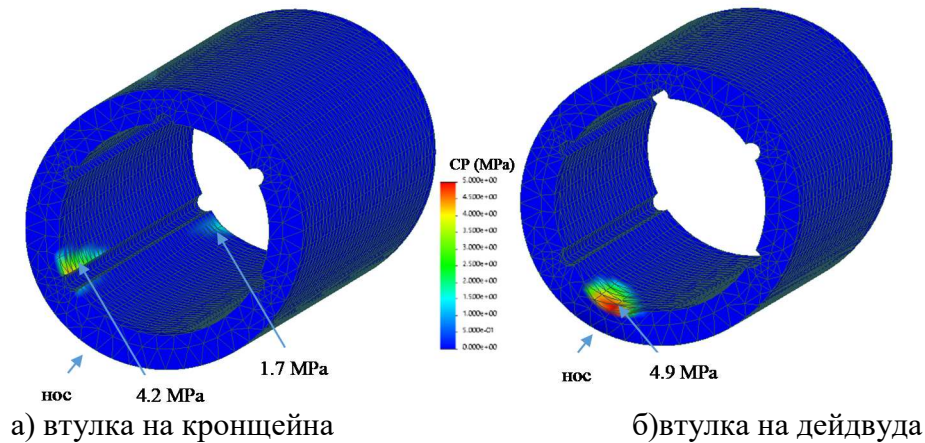 CP (MPa)
5.000e+00
4.500e+00
4.000e+00
3.500e+00
3.000e+00
2.500e+00
2.000e+00
1.500e+00
1.000e+00
5.000E-01
0.000e+00
нос
4.2 MPa
1.7 MPa
нос
4.9 MPa
а) втулка на кронщейна
б)втулка на дейдвуда